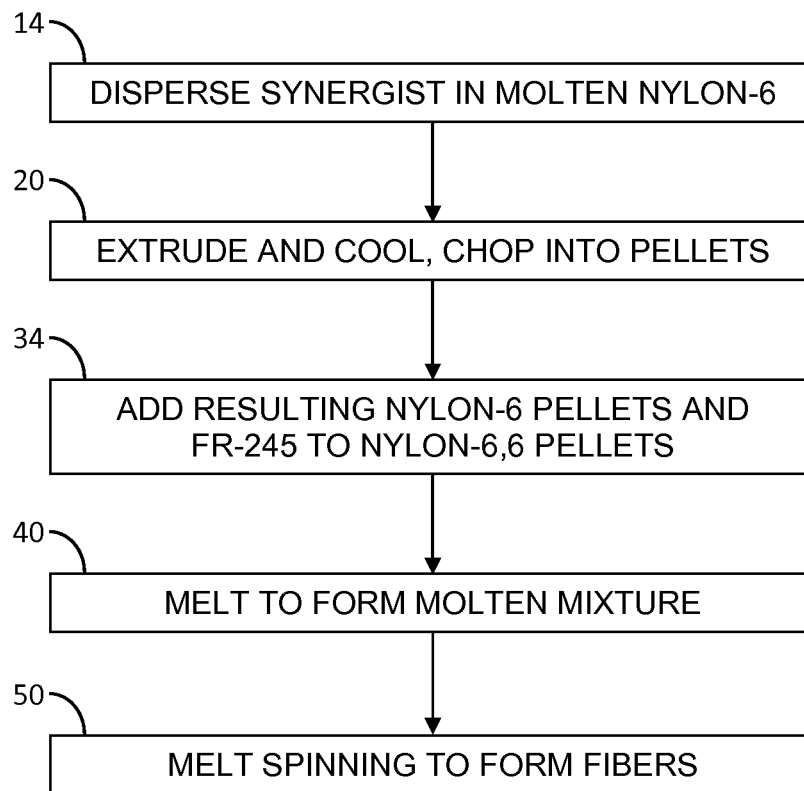 14
DISPERSE SYNERGIST IN MOLTEN NYLON-6
20
EXTRUDE AND COOL, CHOP INTO PELLETS
34
ADD RESULTING NYLON-6 PELLETS AND
FR-245 TO NYLON-6,6 PELLETS
40
MELT TO FORM MOLTEN MIXTURE
50
MELT SPINNING TO FORM FIBERS